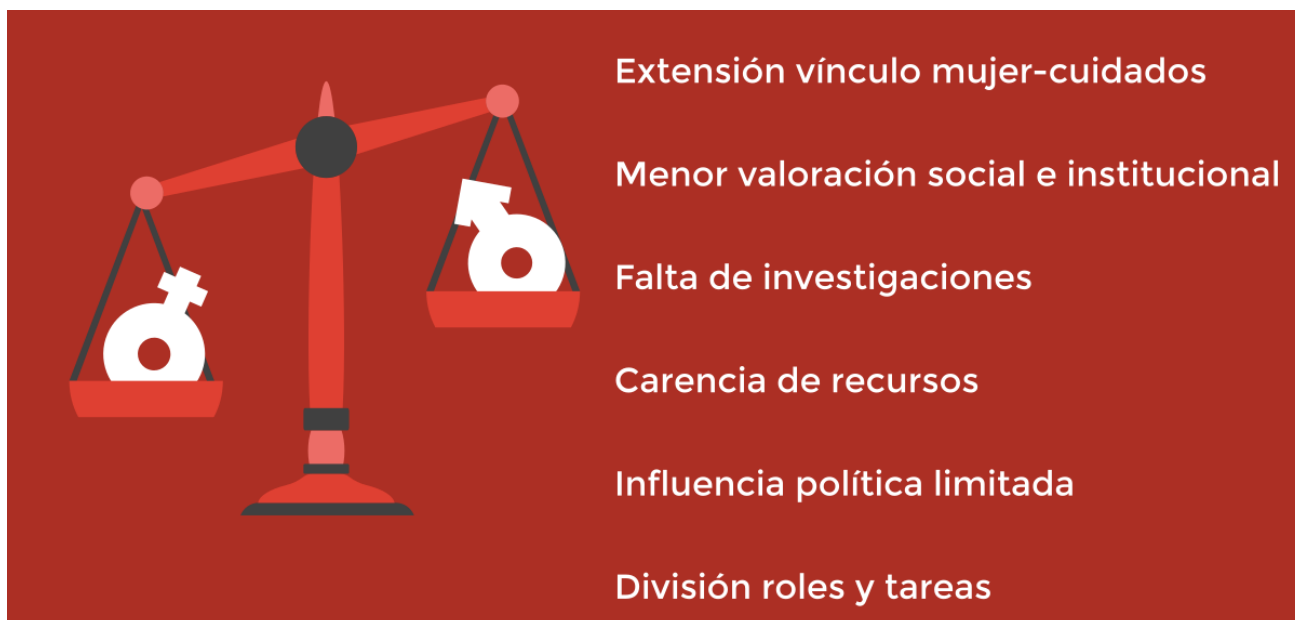 Extensión vínculo mujer-cuidados
Menor valoración social e institucional
Falta de investigaciones
Carencia de recursos
Influencia política limitada
División roles y tareas